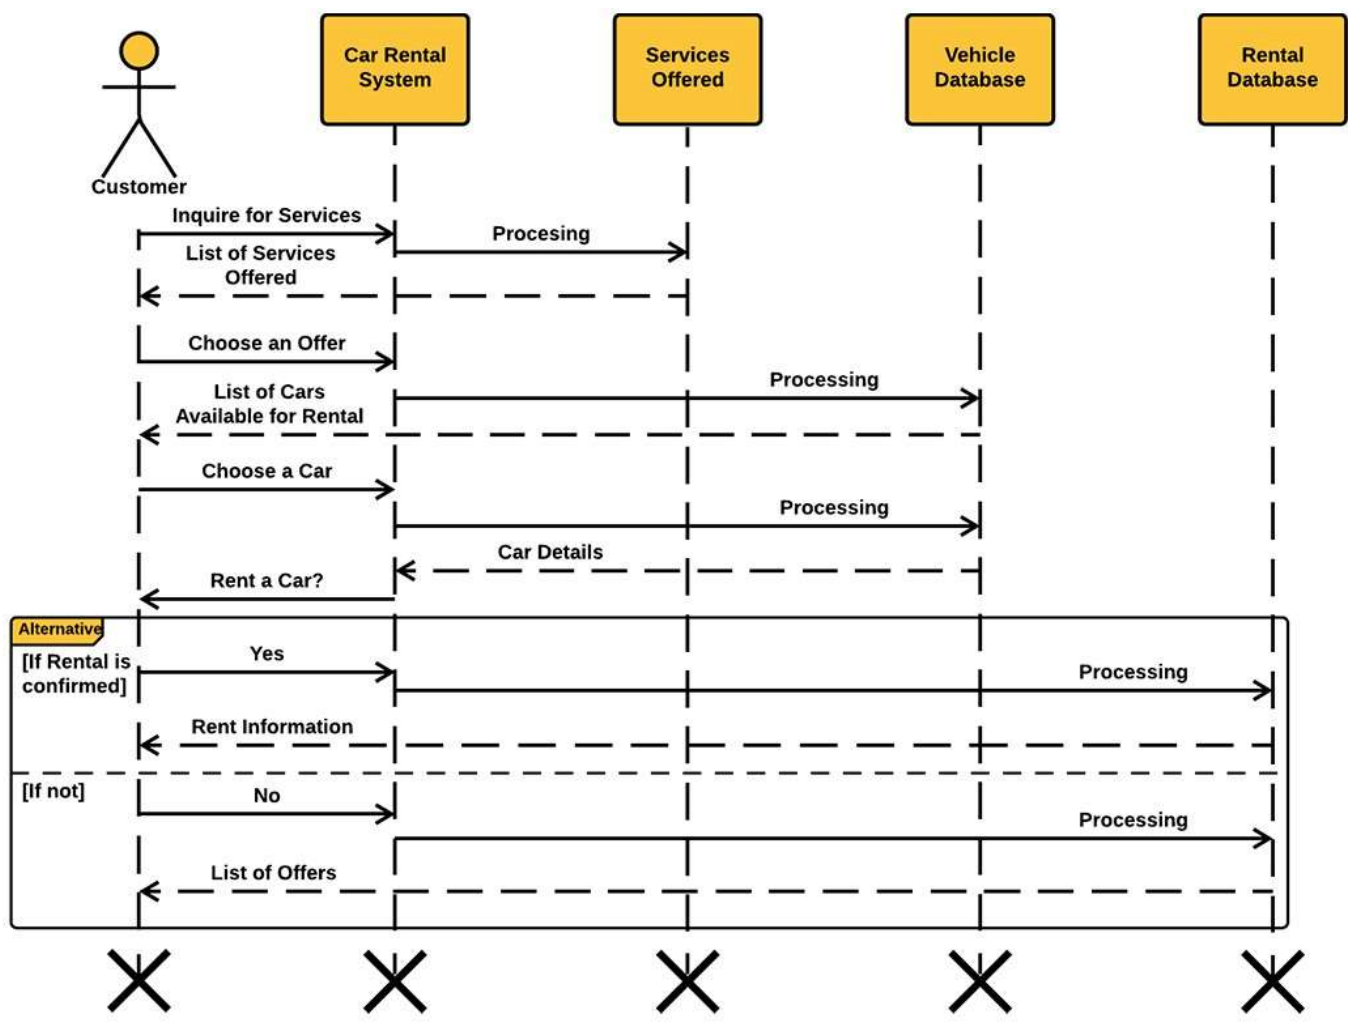 Car Rental
System
Services
Offered
Vehicle
Database
Rental
Database
Customer
Inquire for Services
Procesing
List of Services
Offered
Choose an Offer
Processing
List of Cars
Available for Rental
Choose a Car
Processing
Car Details
Rent a Car?
Alternative
[If Rental is
confirmed]
Yes
Processing
Rent Information
[If not]
No
Processing
List of Offers